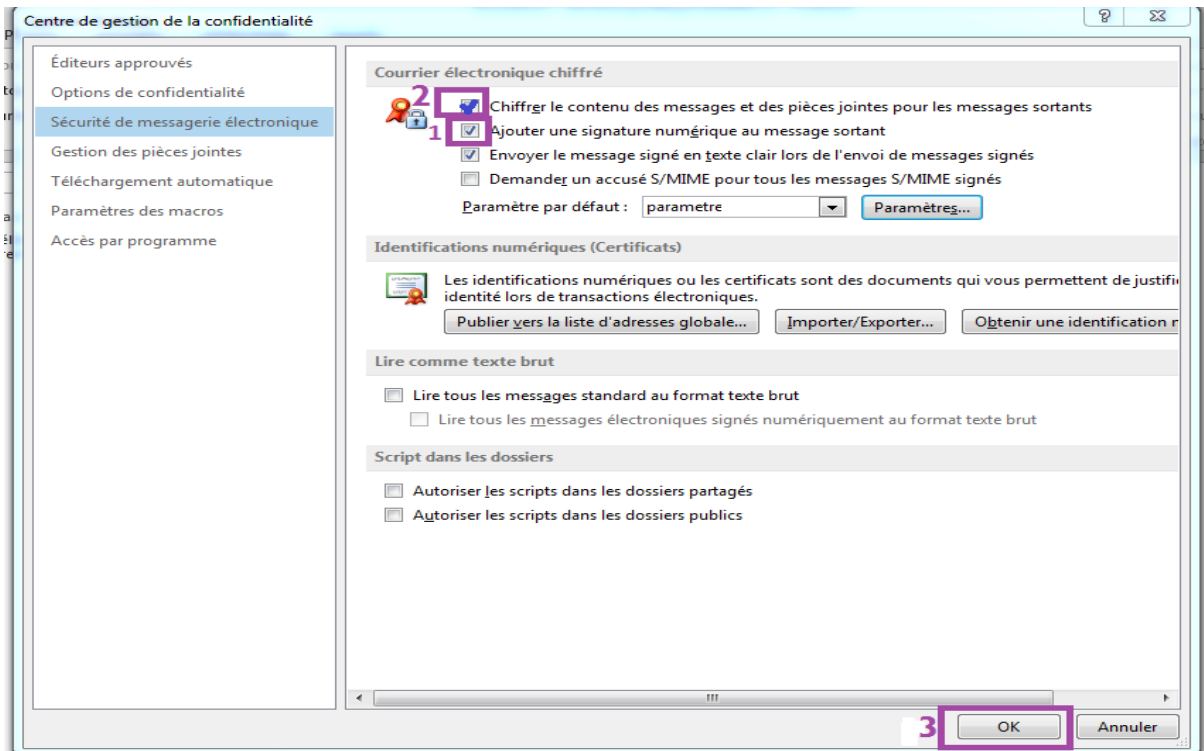 Centre de gestion de la confidentialité
Éditeurs approuvés
Options de confidentialité
Sécurité de messagerie électronique
Gestion des pièces jointes
Téléchargement automatique
Paramètres des macros
Accès par programme
Courrier électronique chiffré
2
Chiffrer le contenu des messages et des pièces jointes pour les messages sortants
1
Ajouter une signature numérique au message sortant
Envoyer le message signé en texte clair lors de l'envoi de messages signés
Demander un accusé S/MIME pour tous les messages S/MIME signés
Paramètre par défaut : parametre Paramètres...
Identifications numériques (Certificats)
Les identifications numériques ou les certificats sont des documents qui vous permettent de
identité lors de transactions électroniques.
Publier vers la liste d'adresses globale... Importer/Exporter... Obtenir une identification
Lire comme texte brut
Lire tous les messages standard au format texte brut
Lire tous les messages électroniques signés numériquement au format texte brut
Script dans les dossiers
Autoriser les scripts dans les dossiers partagés
Autoriser les scripts dans les dossiers publics
3 OK Annuler